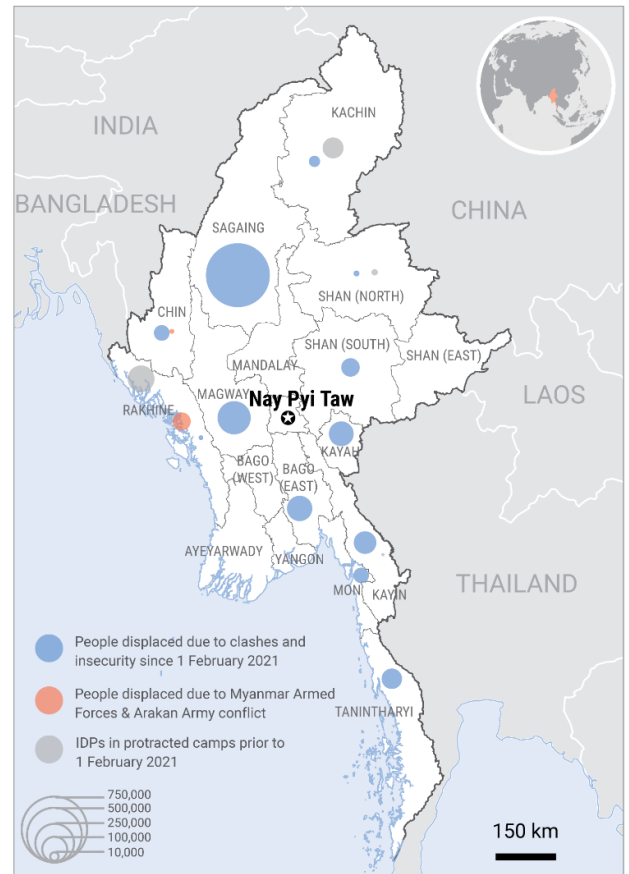 KACHIN
INDIA
BANGLADESH
CHINA
SAGAING
SHAN (NORTH)
CHIN
SHAN (SOUTH)
SHAN (EAST)
MANDALAY
LAOS
MAGWAY
Nay Pyi Taw
RAKHINE
KAYAH
BAGO
(WEST)
BAGO
(EAST)
AYEYARWADY
YANGON
THAILAND
MON
KAYIN
People displaced due to clashes and
insecurity since 1 February 2021
People displaced due to Myanmar Armed
Forces & Arakan Army conflict
TANINTHARYI
IDPs in protracted camps prior to
1 February 2021
750,000
500,000
250,000
100,000
10,000
150 km